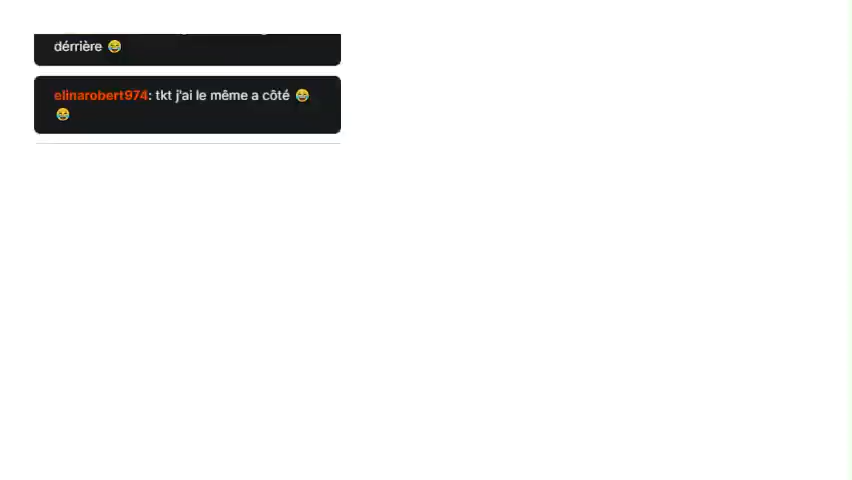 dérrière 😂
elinarobert974: tkt j'ai le même a côté 😂
😂